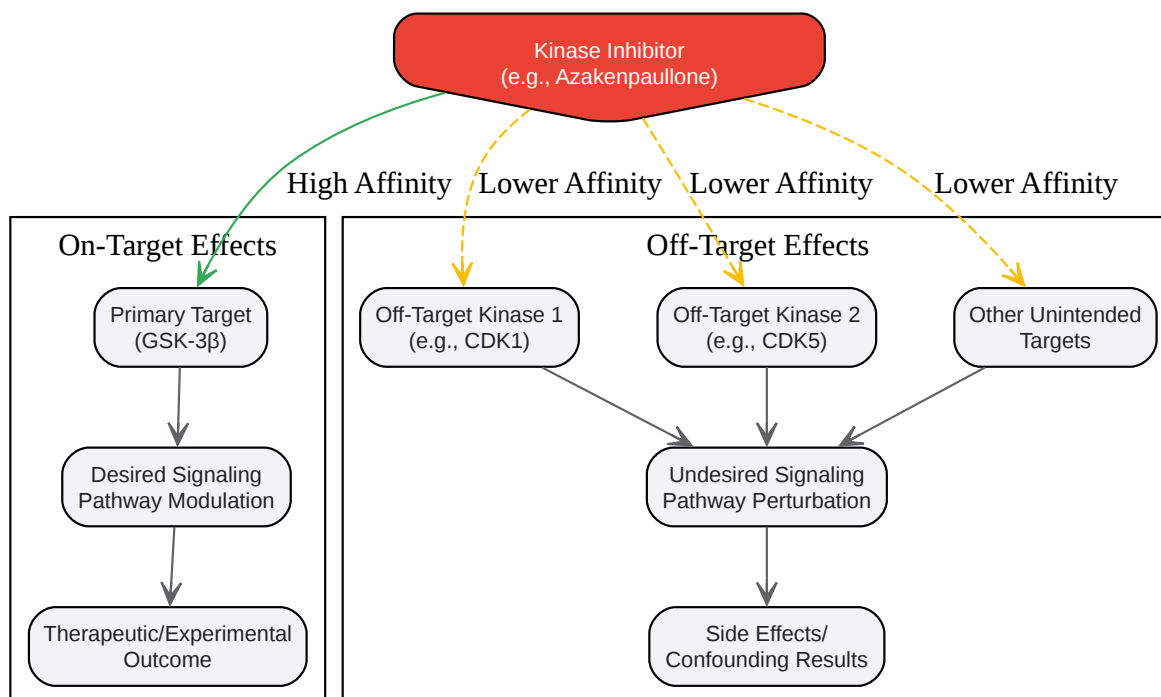 Kinase Inhibitor
(e.g., Azakenpaullone)
High Affinity
Lower Affinity
Lower Affinity
Lower Affinity
On-Target Effects
Off-Target Effects
Primary Target
(GSK-3β)
Off-Target Kinase 1
(e.g., CDK1)
Off-Target Kinase 2
(e.g., CDK5)
Other Unintended
Targets
Desired Signaling
Pathway Modulation
Undesired Signaling
Pathway Perturbation
Therapeutic/Experimental
Outcome
Side Effects/
Confounding Results